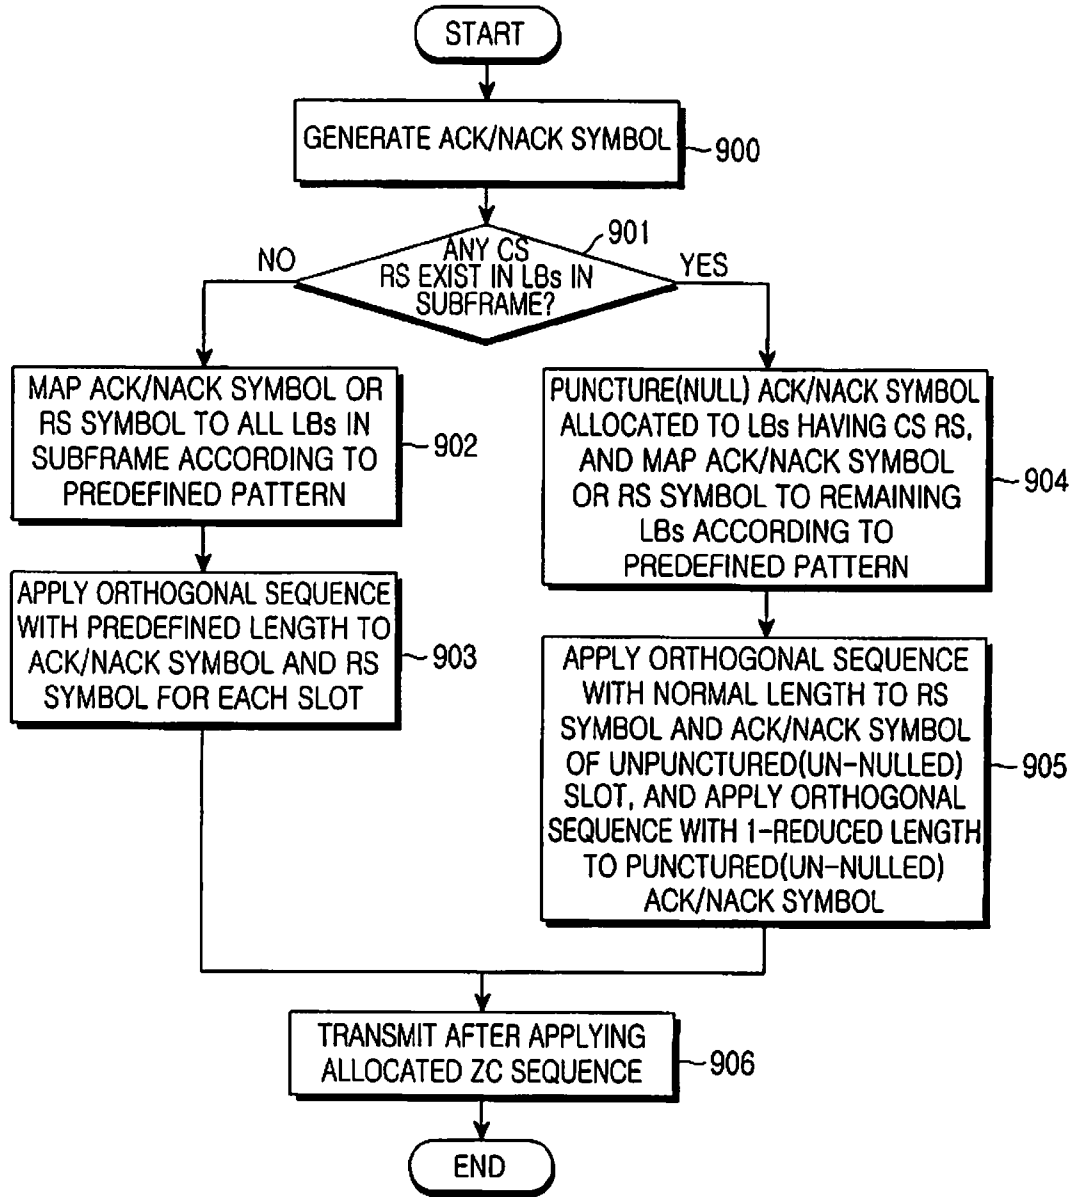 START
GENERATE ACK/NACK SYMBOL
900
901
ANY CS
RS EXIST IN LBs IN
SUBFRAME?
NO
YES
MAP ACK/NACK SYMBOL OR
RS SYMBOL TO ALL LBs IN
SUBFRAME ACCORDING TO
PREDEFINED PATTERN
902
APPLY ORTHOGONAL SEQUENCE
WITH PREDEFINED LENGTH TO
ACK/NACK SYMBOL AND RS
SYMBOL FOR EACH SLOT
903
PUNCTURE(NULL) ACK/NACK SYMBOL
ALLOCATED TO LBs HAVING CS RS,
AND MAP ACK/NACK SYMBOL
OR RS SYMBOL TO REMAINING
LBs ACCORDING TO
PREDEFINED PATTERN
904
APPLY ORTHOGONAL SEQUENCE
WITH NORMAL LENGTH TO RS
SYMBOL AND ACK/NACK SYMBOL
OF UNPUNCTURED(UN-NULLED)
SLOT, AND APPLY ORTHOGONAL
SEQUENCE WITH 1-REDUCED LENGTH
TO PUNCTURED(UN-NULLED)
ACK/NACK SYMBOL
905
TRANSMIT AFTER APPLYING
ALLOCATED ZC SEQUENCE
906
END